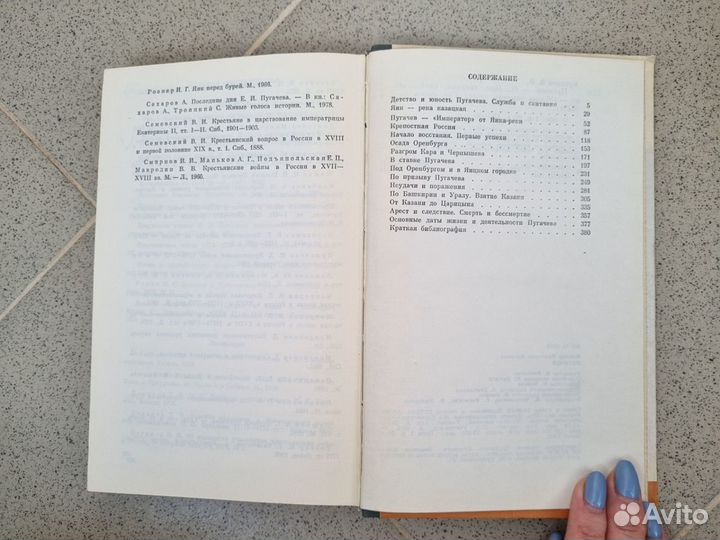 Рознер И. Г. Яик перед бурей. М., 1966.
Сахаров А. Последние дни Е. И. Пугачева. — В кн.: Са-
харов А., Троицкий С. Живые голоса истории. М., 1978.
Семевский В. И. Крестьяне в царствование императрицы
Екатерины II, тт. I—II. Спб., 1901—1903.
Семевский В. И. Крестьянский вопрос в России в XVIII
и первой половине XIX в., т. I. Спб., 1888.
Смирнов И. И., Маньков А. Г., Подъяпольская Е. П.,
Мавродин В. В. Крестьянские войны в России в XVII—
XVIII вв. М.—Л., 1966.
СОДЕРЖАНИЕ
Детство и юность Пугачева. Служба и скитания . . 5
Яик — река казацкая . . . 29
Пугачев — «Император» от Яика-реки . . . 52
Крепостная Россия . . . 87
Начало восстания. Первые успехи . . . 118
Осада Оренбурга . . . 153
Разгром Кара и Чернышева . . . 171
В ставке Пугачева . . . 197
Под Оренбургом и в Яицком городке . . . 231
По призыву Пугачева . . . 249
Неудачи и поражения . . . 281
По Башкирии и Уралу. Взятие Казани . . . 305
От Казани до Царицына . . . 335
Арест и следствие. Смерть и бессмертие . . . 357
Основные даты жизни и деятельности Пугачева . . 377
Краткая библиография . . . 380
Avito